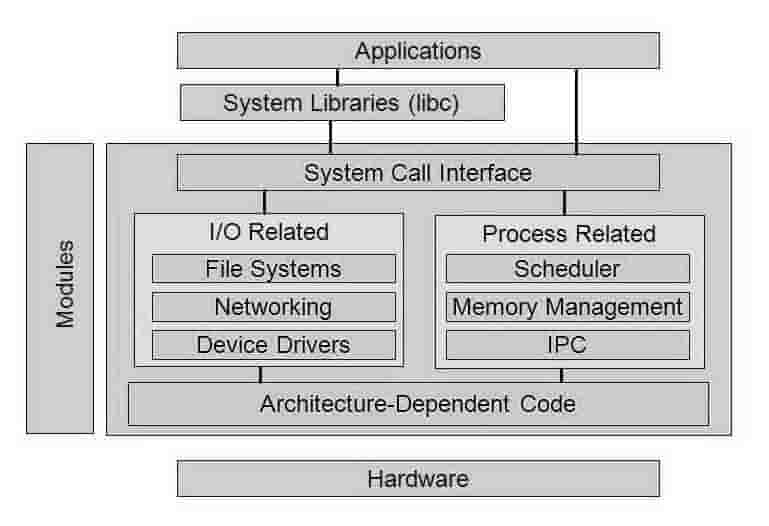 Applications
System Libraries (libc)
System Call Interface
Modules
I/O Related
File Systems
Networking
Device Drivers
Process Related
Scheduler
Memory Management
IPC
Architecture-Dependent Code
Hardware